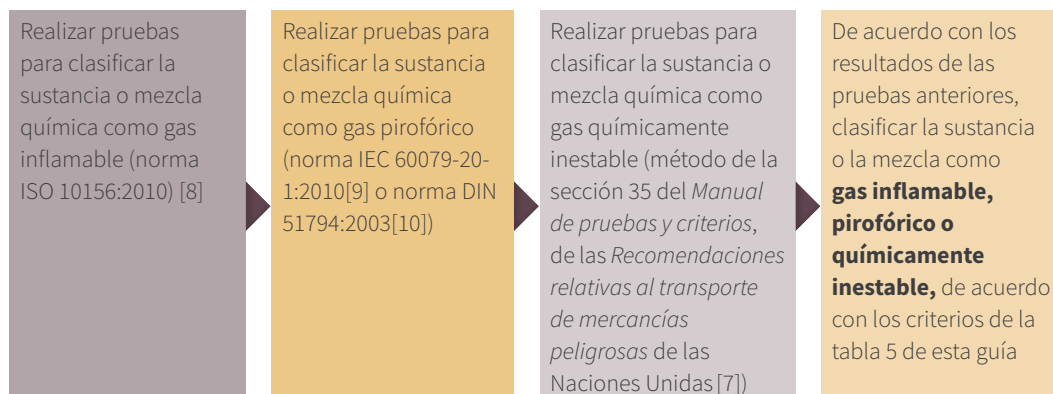 Realizar pruebas
para clasificar la
sustancia o mezcla
química como gas
inflamable (norma
ISO 10156:2010) [8]
Realizar pruebas para
clasificar la sustancia
o mezcla química
como gas pirofórico
(norma IEC 60079-20-
1:2010[9] o norma DIN
51794:2003[10])
Realizar pruebas para
clasificar la sustancia o
mezcla química como
gas químicamente
inestable (método de la
sección 35 del Manual
de pruebas y criterios,
de las Recomendaciones
relativas al transporte
de mercancías
peligrosas de las
Naciones Unidas [7])
De acuerdo con los
resultados de las
pruebas anteriores,
clasificar la sustancia
o la mezcla como
gas inflamable,
pirofórico o
químicamente
inestable, de acuerdo
con los criterios de la
tabla 5 de esta guía